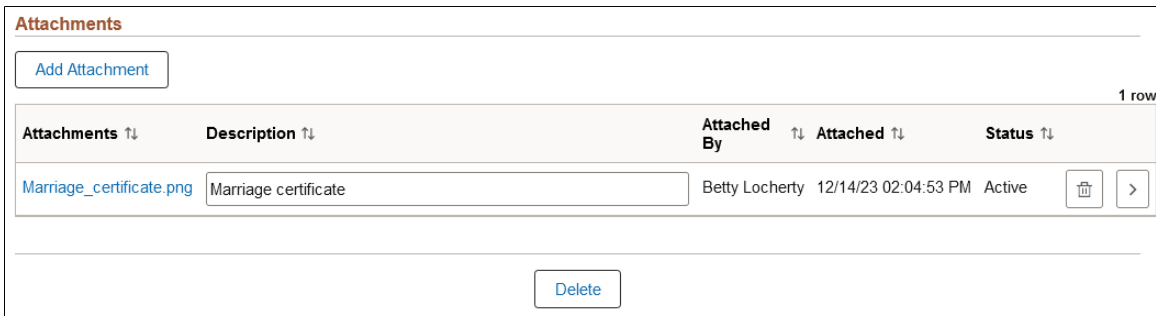 Attachments
Add Attachment
1 row
Attachments Description Attached By Attached Status
Marriage_certificate.png Marriage certificate Betty Locherty 12/14/23 02:04:53 PM Active
Delete